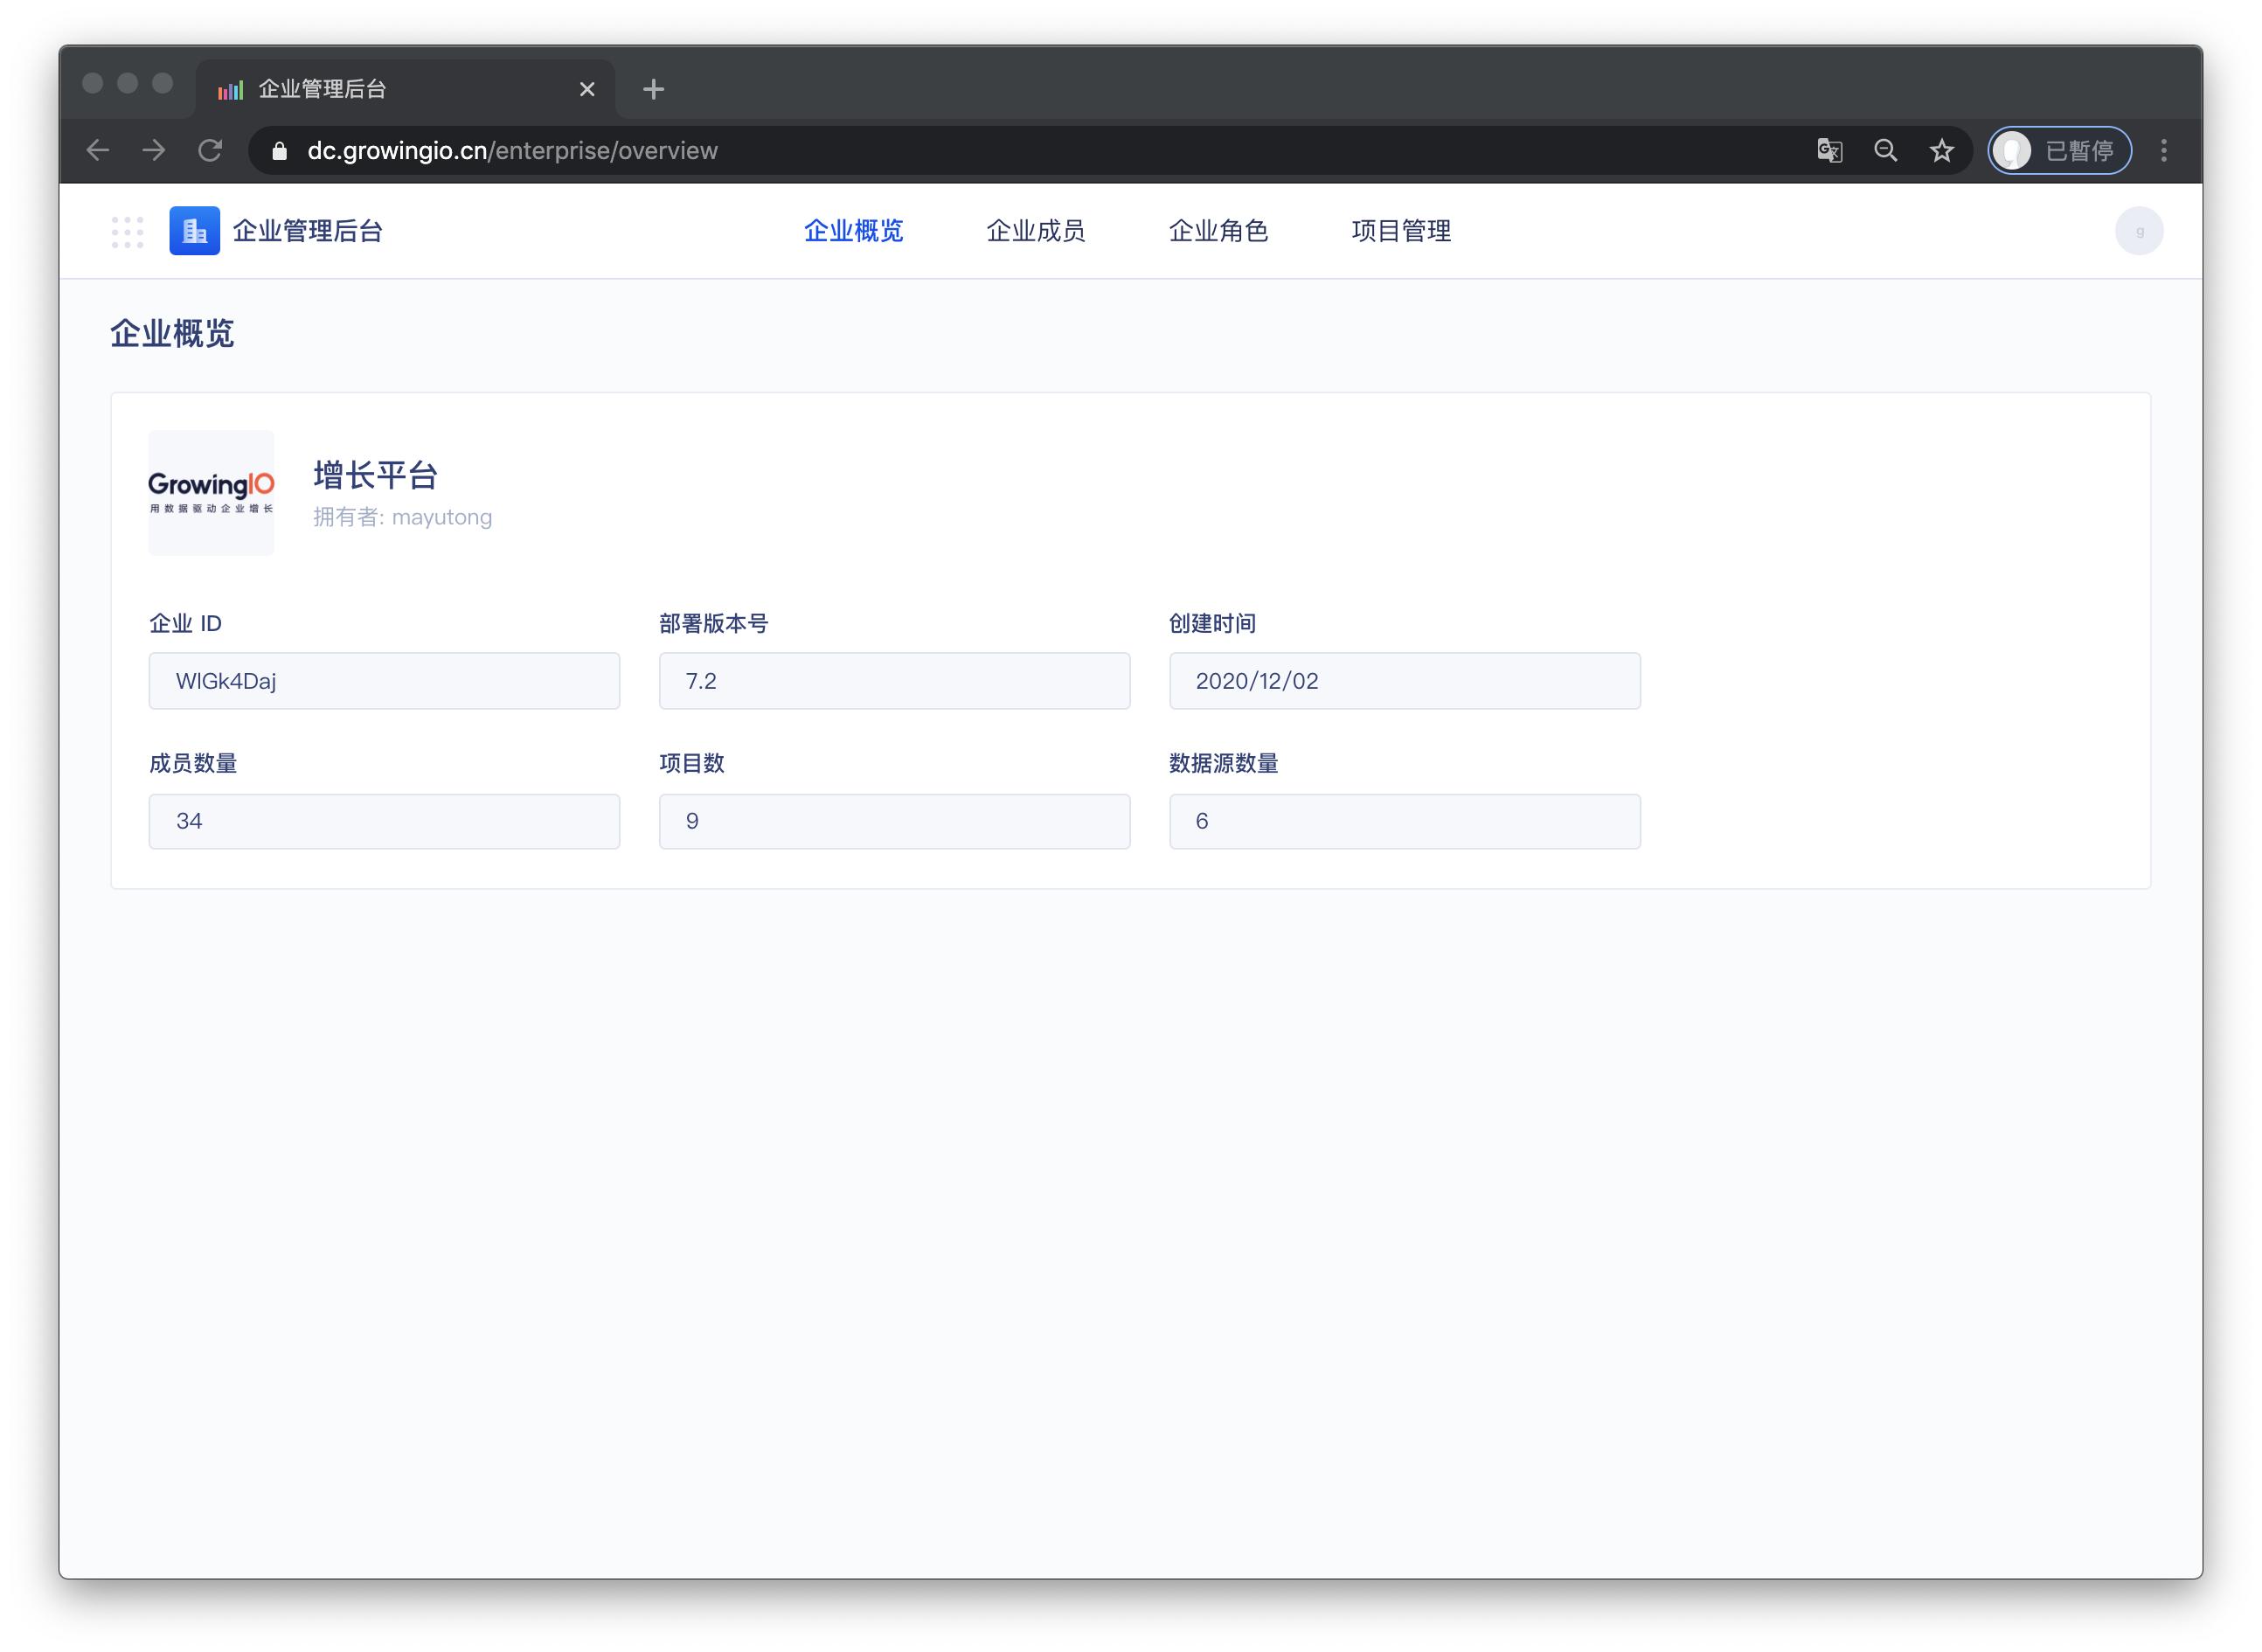 企业管理后台
dc.growingio.cn/enterprise/overview
已暂停
企业管理后台
企业概览
企业成员
企业角色
项目管理
g
企业概览
GrowingIO
用数据驱动企业增长
增长平台
拥有者: mayutong
企业 ID
部署版本号
创建时间
WlGk4Daj
7.2
2020/12/02
成员数量
项目数
数据源数量
34
9
6